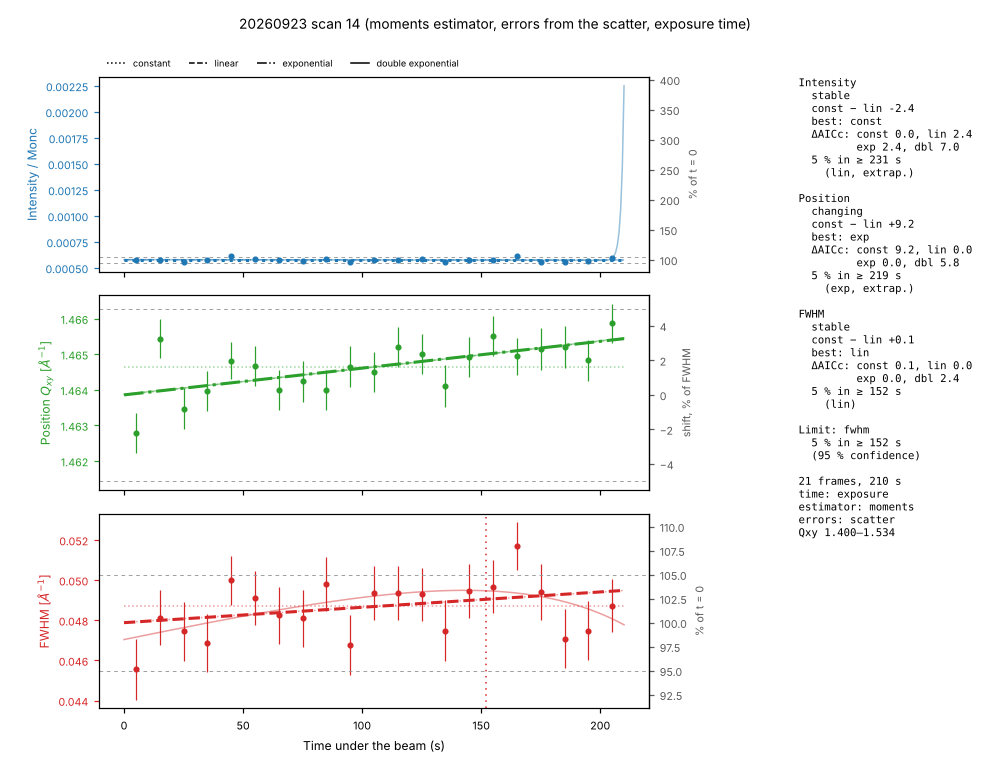 20260923 scan 14 (moments estimator, errors from the scatter, exposure time)
constant linear exponential double exponential
0.00225
0.00200
0.00175
0.00150
0.00125
0.00100
0.00075
0.00050
Intensity / Monc
400
350
300
250
200
150
100
% of t = 0
1.466
1.465
1.464
1.463
1.462
Position Qxy [Å⁻¹]
4
2
0
−2
−4
shift, % of FWHM
0.052
0.050
0.048
0.046
0.044
FWHM [Å⁻¹]
110.0
107.5
105.0
102.5
100.0
97.5
95.0
92.5
% of t = 0
0 50 100 150 200
Time under the beam (s)
Intensity
stable
const − lin -2.4
best: const
ΔAICc: const 0.0, lin 2.4
exp 2.4, dbl 7.0
5 % in ≥ 231 s
(lin, extrap.)
Position
changing
const − lin +9.2
best: exp
ΔAICc: const 9.2, lin 0.0
exp 0.0, dbl 5.8
5 % in ≥ 219 s
(exp, extrap.)
FWHM
stable
const − lin +0.1
best: lin
ΔAICc: const 0.1, lin 0.0
exp 0.0, dbl 2.4
5 % in ≥ 152 s
(lin)
Limit: fwhm
5 % in ≥ 152 s
(95 % confidence)
21 frames, 210 s
time: exposure
estimator: moments
errors: scatter
Qxy 1.400–1.534